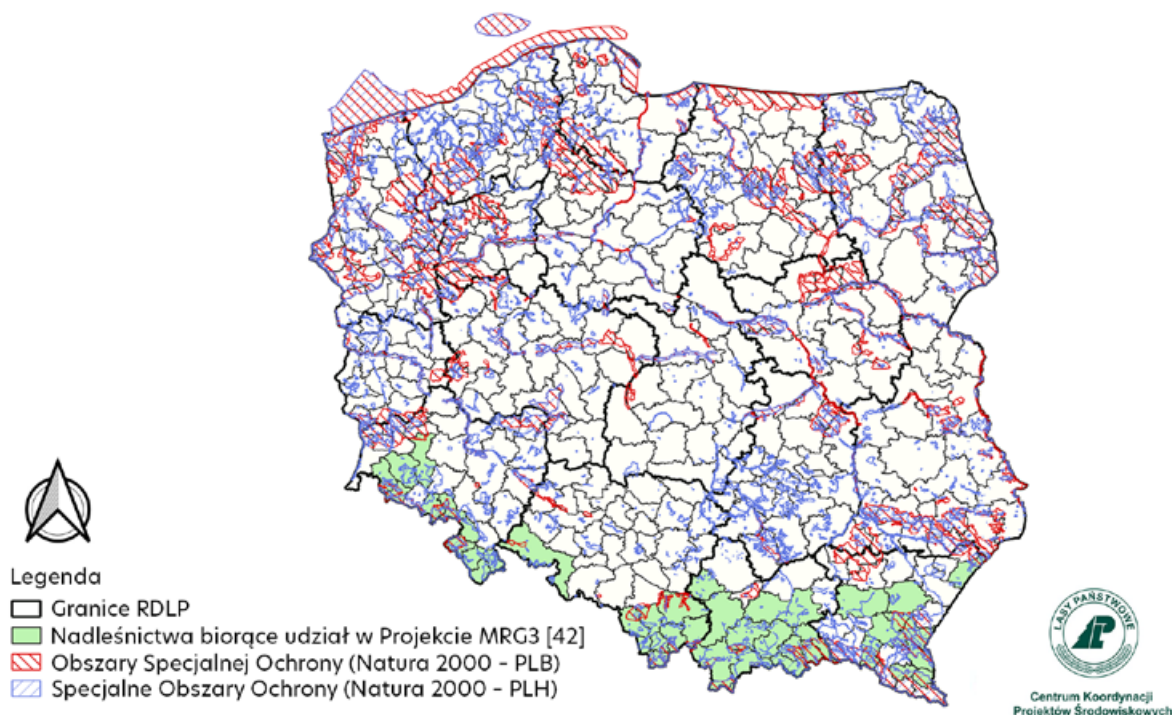 Legenda
Granice RDLP
Nadleśnictwa biorące udział w Projekcie MRG3 [42]
Obszary Specjalnej Ochrony (Natura 2000 - PLB)
Specjalne Obszary Ochrony (Natura 2000 - PLH)
LASY PAŃSTWOWE
Centrum Koordynacji
Projektów Środowiskowych